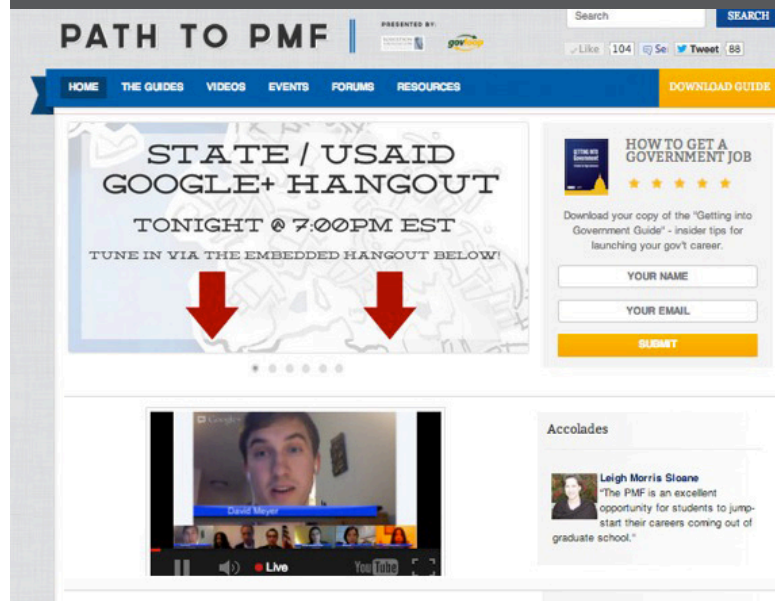 PATH TO PMF
PRESENTED BY:
govloop
Search
SEARCH
Like 104
Tweet 88
HOME THE GUIDES VIDEOS EVENTS FORUMS RESOURCES
DOWNLOAD GUIDE
STATE / USAID
GOOGLE+ HANGOUT
TONIGHT @ 7:00PM EST
TUNE IN VIA THE EMBEDDED HANGOUT BELOW!
GETTING INTO
Government
HOW TO GET A
GOVERNMENT JOB
Download your copy of the "Getting into
Government Guide" - insider tips for
launching your gov't career.
YOUR NAME
YOUR EMAIL
SUBMIT
Google+
David Meyer
Live
YouTube
Accolades
Leigh Morris Sloane
"The PMF is an excellent
opportunity for students to jump-
start their careers coming out of
graduate school."